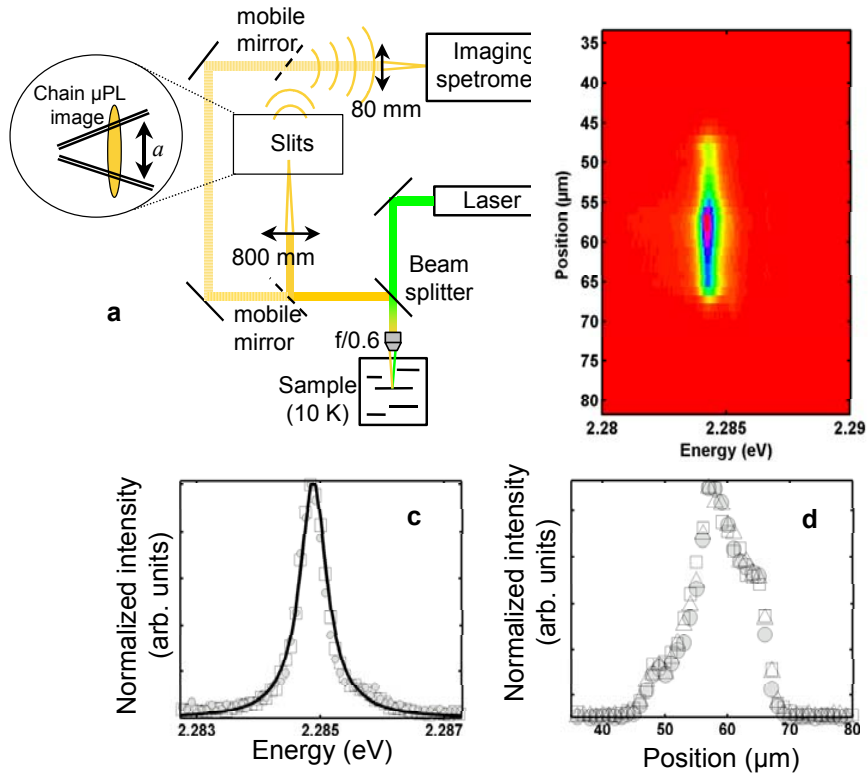 mobile
mirror
Imaging
spetrome
80 mm
Chain µPL
image
a
Slits
Laser
800 mm
Beam
splitter
a
mobile
mirror
f/0.6
Sample
(10 K)
Position (µm)
35
40
45
50
55
60
65
70
75
80
2.28
2.285
2.29
Energy (eV)
Normalized intensity
(arb. units)
c
2.283
2.285
2.287
Energy (eV)
Normalized intensity
(arb. units)
d
40
50
60
70
80
Position (µm)